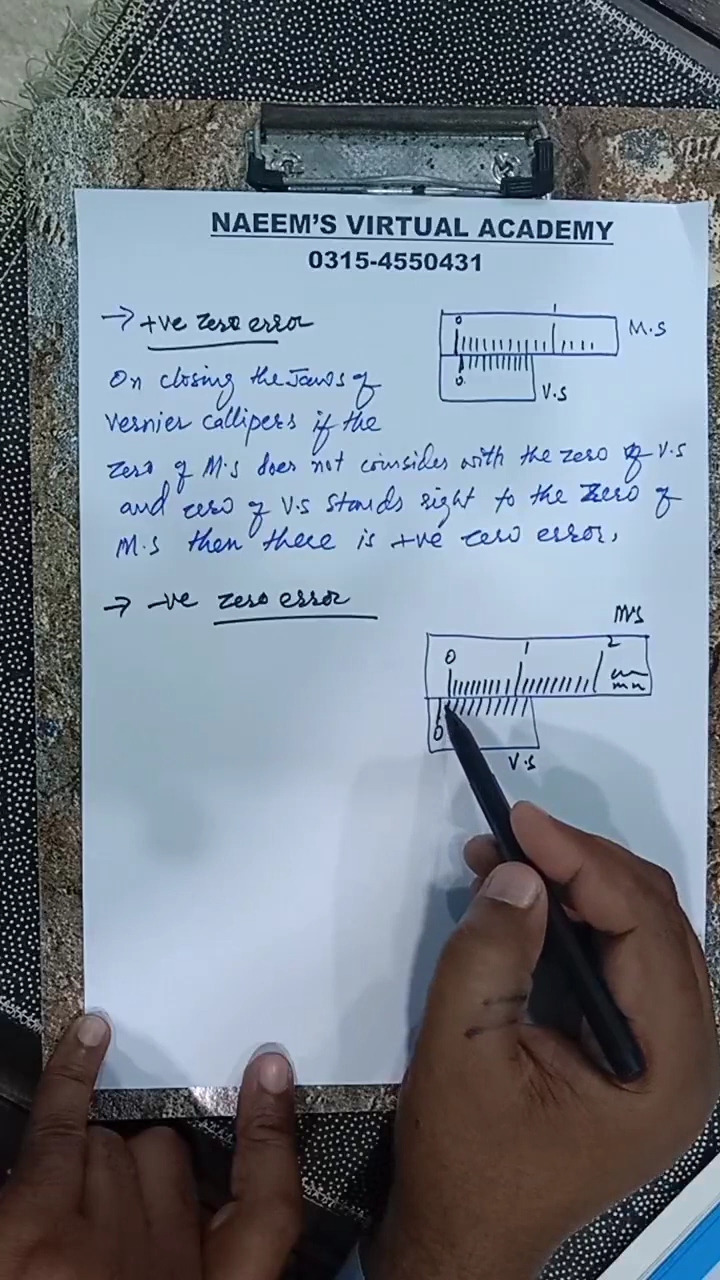 NAEEM'S VIRTUAL ACADEMY
0315-4550431
→ +ve zero error
0 1
M.S
0
V.S
On closing the Jaws of
Vernier callipers if the
zero of M.S does not coinsides with the zero of V.S
and zero of V.S stands right to the zero of
M.S then there is +ve zero error.
→ -ve zero error
M.S
0 1 2
cm
mm
0
V.S